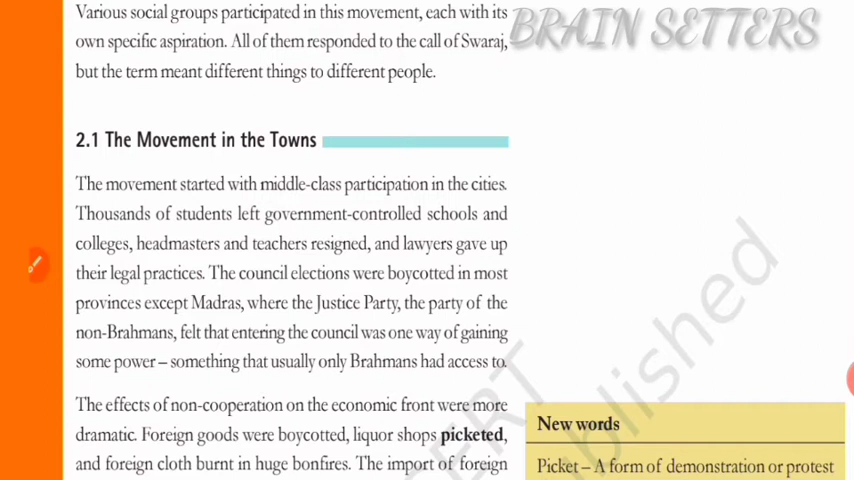 Various social groups participated in this movement, each with its
own specific aspiration. All of them responded to the call of Swaraj,
but the term meant different things to different people.
BRAIN SETTERS
2.1 The Movement in the Towns
The movement started with middle-class participation in the cities.
Thousands of students left government-controlled schools and
colleges, headmasters and teachers resigned, and lawyers gave up
their legal practices. The council elections were boycotted in most
provinces except Madras, where the Justice Party, the party of the
non-Brahmans, felt that entering the council was one way of gaining
some power – something that usually only Brahmans had access to.
The effects of non-cooperation on the economic front were more
dramatic. Foreign goods were boycotted, liquor shops picketed,
and foreign cloth burnt in huge bonfires. The import of foreign
New words
Picket – A form of demonstration or protest